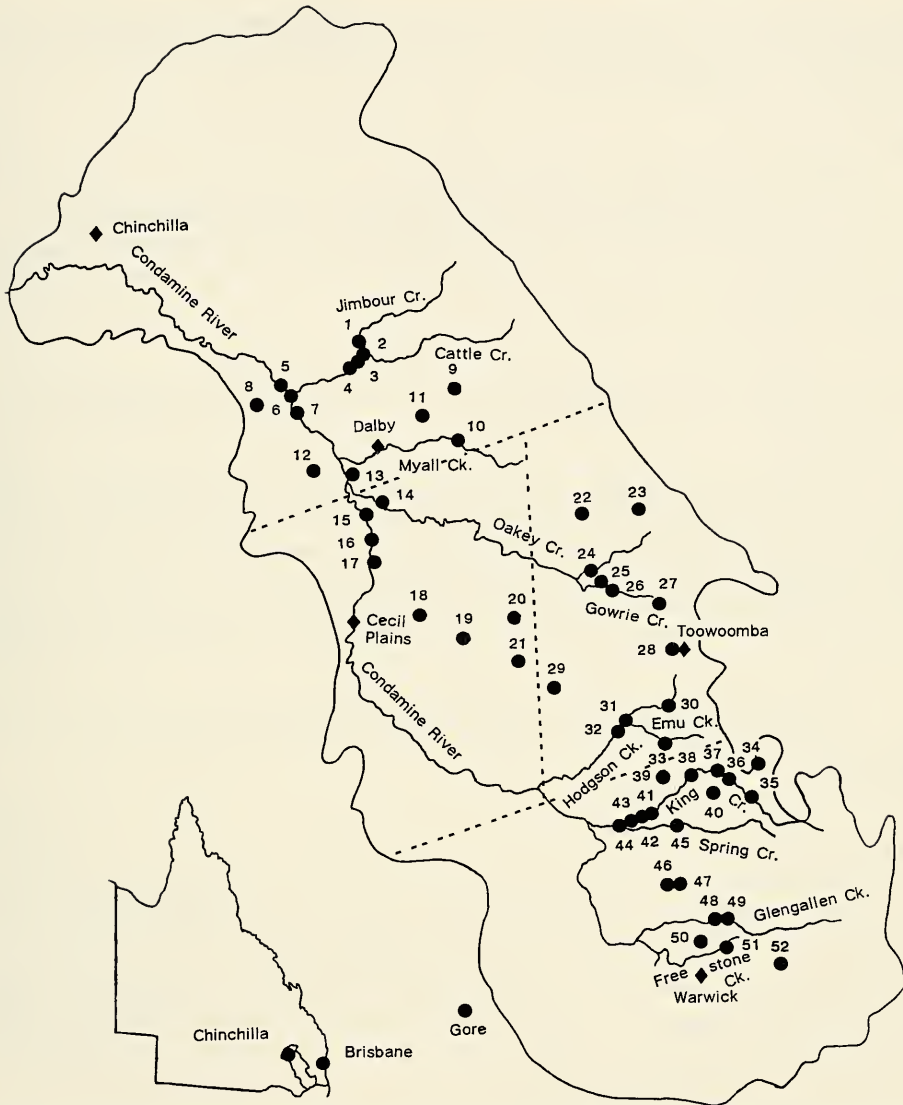 Chinchilla
Condamine River
Jimbour Cr.
1
2
3
4
Cattle Cr.
5
6
7
8
9
10
11
Dalby
Myall Ck.
12
13
14
15
16
17
Oakey Cr.
22
23
24
25
26
27
Gowrie Cr.
18
19
20
21
Cecil
Plains
28
Toowoomba
29
Condamine River
30
31
32
Emu Ck.
Hodgson Ck.
33
34
35
36
37
38
39
40
King Cr.
41
42
43
44
45
Spring Cr.
46
47
48
49
Glengallen Ck.
50
51
52
Free stone
Ck.
Warwick
Gore
Chinchilla
Brisbane